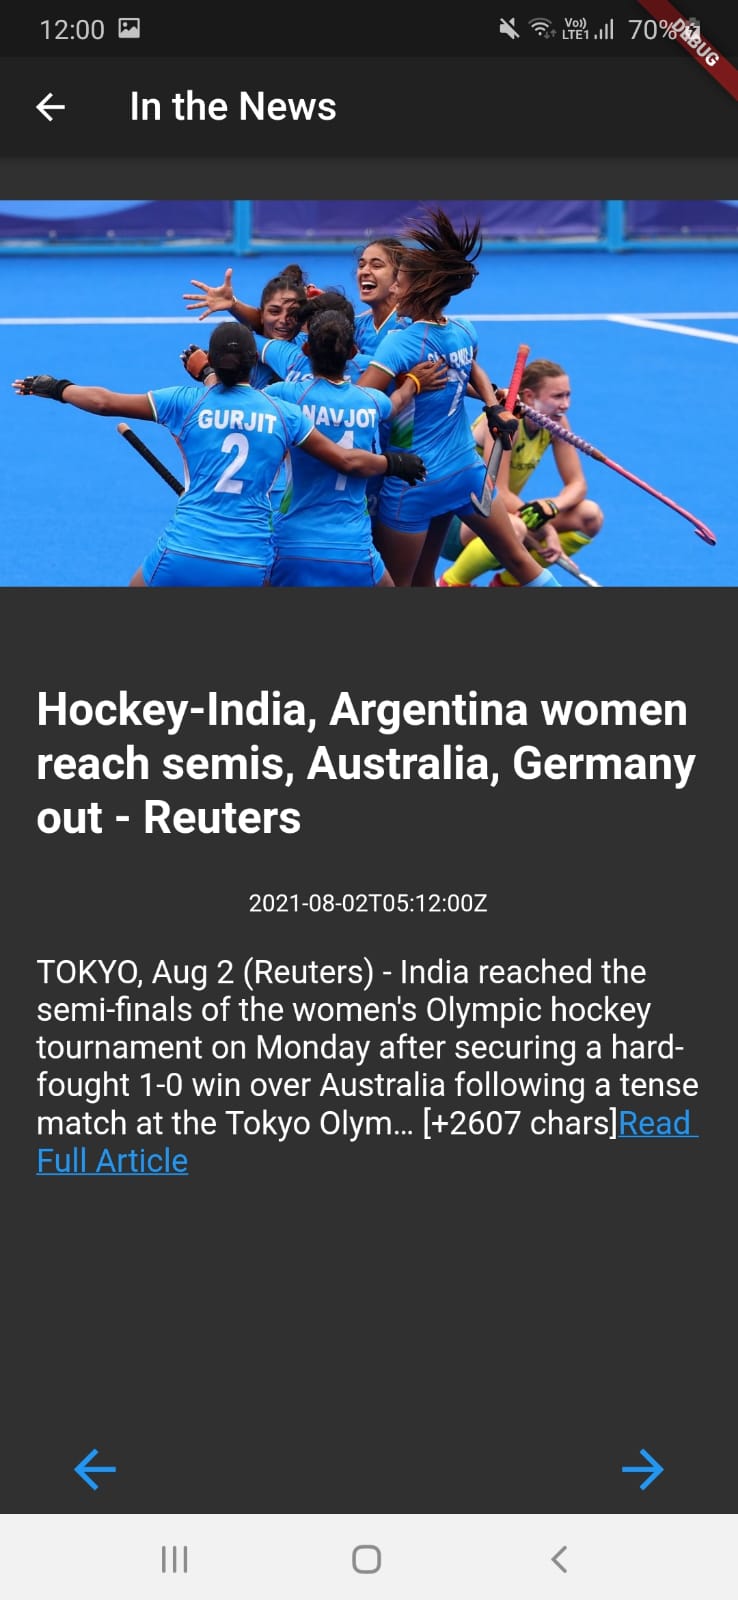 12:00
Vo))
LTE1
70%
DEBUG
In the News
GURJIT
2
NAVJOT
1
7
Hockey-India, Argentina women
reach semis, Australia, Germany
out - Reuters
2021-08-02T05:12:00Z
TOKYO, Aug 2 (Reuters) - India reached the
semi-finals of the women's Olympic hockey
tournament on Monday after securing a hard-
fought 1-0 win over Australia following a tense
match at the Tokyo Olym… [+2607 chars]Read
Full Article